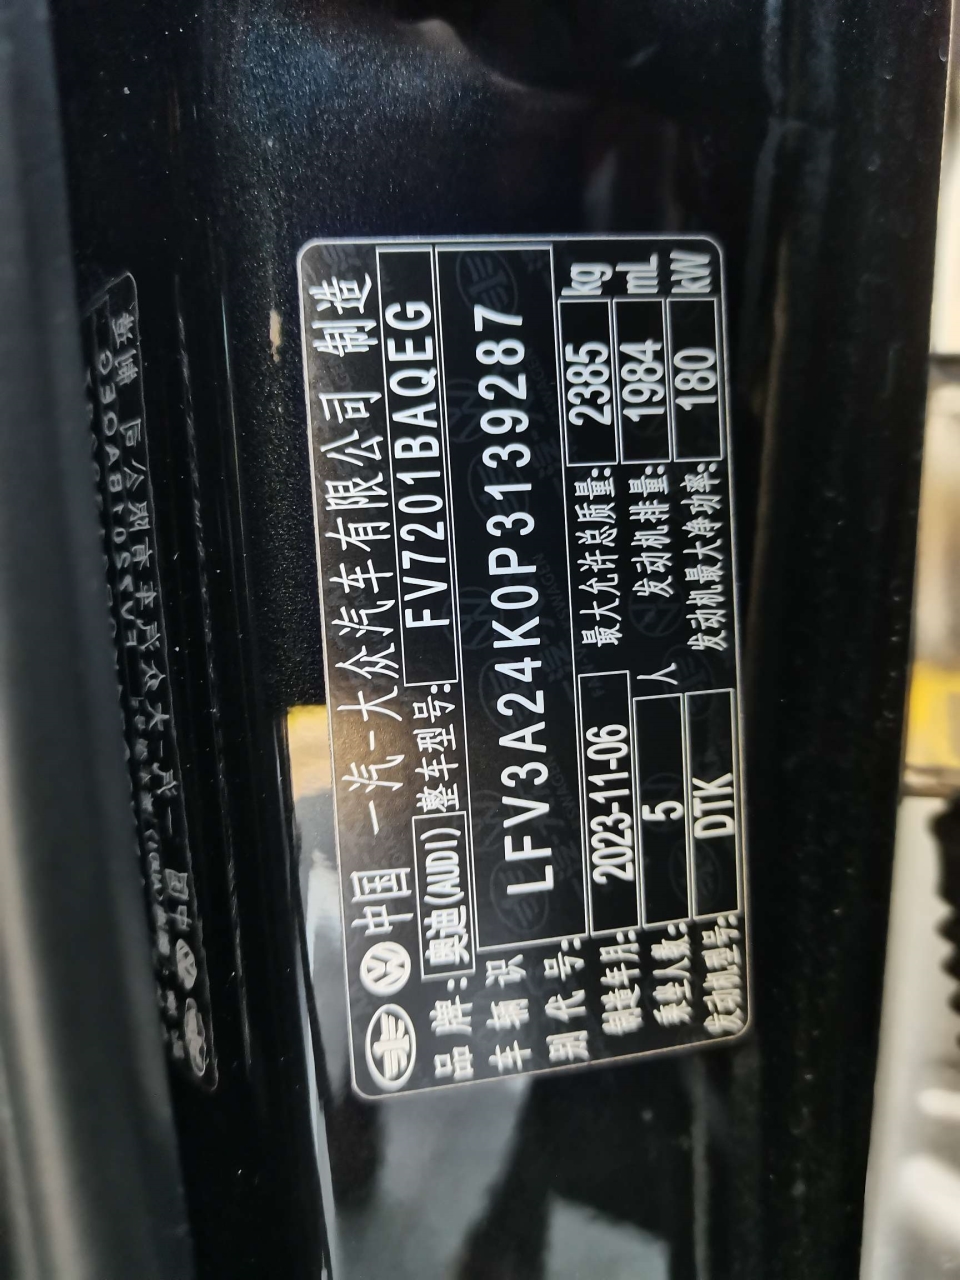 中国 一汽-大众汽车有限公司 制造
品牌: 奥迪(AUDI) 整车型号: FV7201BAQEG
车辆识别代号: LFV3A24K0P3139287
制造年月: 2023-11-06 最大允许总质量: 2385 kg
乘坐人数: 5 人 发动机排量: 1984 mL
发动机型号: DTK 发动机最大净功率: 180 kW